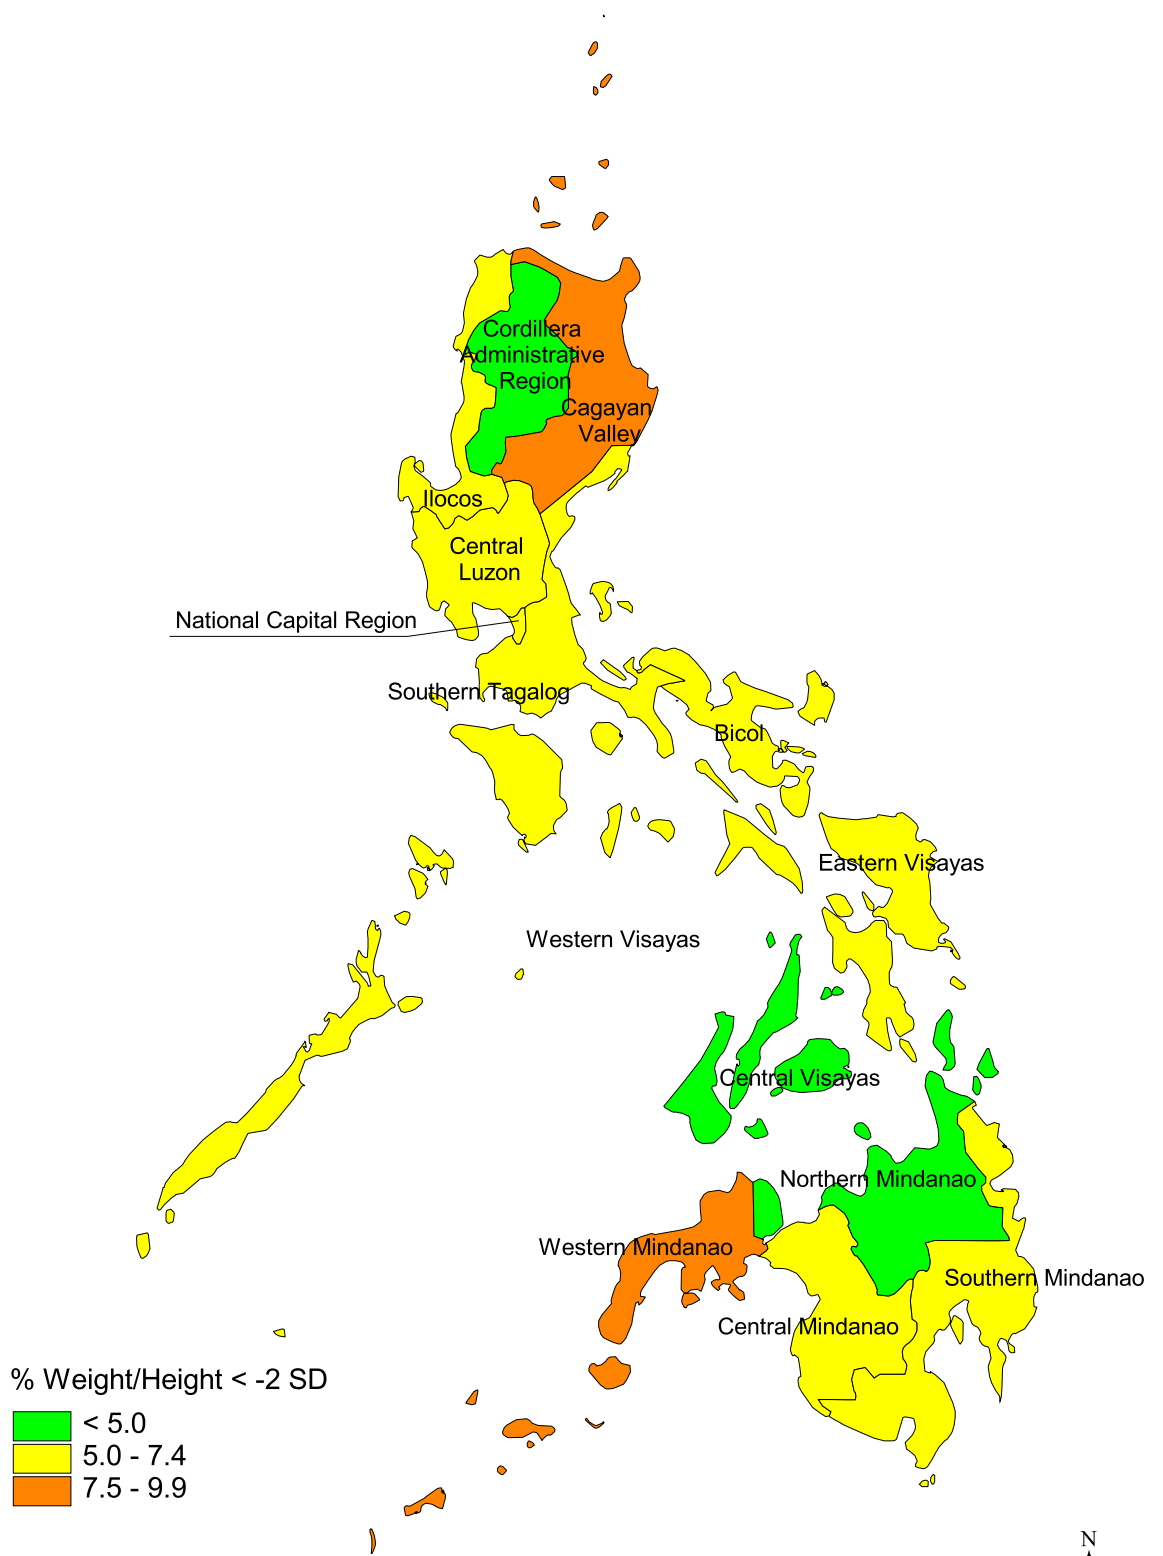 Cordillera
Administrative
Region
Cagayan
Valley
Ilocos
Central
Luzon
National Capital Region
Southern Tagalog
Bicol
Eastern Visayas
Western Visayas
Central Visayas
Northern Mindanao
Western Mindanao
Southern Mindanao
Central Mindanao
% Weight/Height < -2 SD
< 5.0
5.0 - 7.4
7.5 - 9.9
N